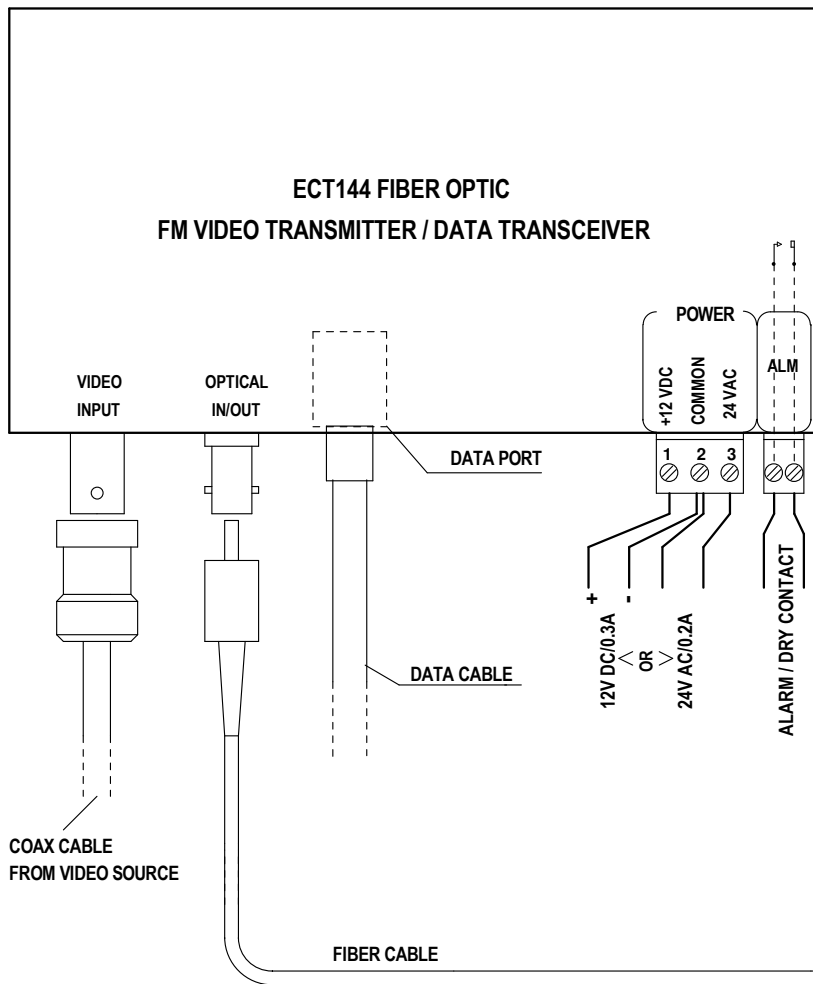 ECT144 FIBER OPTIC
FM VIDEO TRANSMITTER / DATA TRANSCEIVER
POWER
ALM
+12 VDC
COMMON
24 VAC
VIDEO
INPUT
OPTICAL
IN/OUT
DATA PORT
1 2 3
+
-
12V DC/0.3A
< OR >
24V AC/0.2A
ALARM / DRY CONTACT
DATA CABLE
COAX CABLE
FROM VIDEO SOURCE
FIBER CABLE